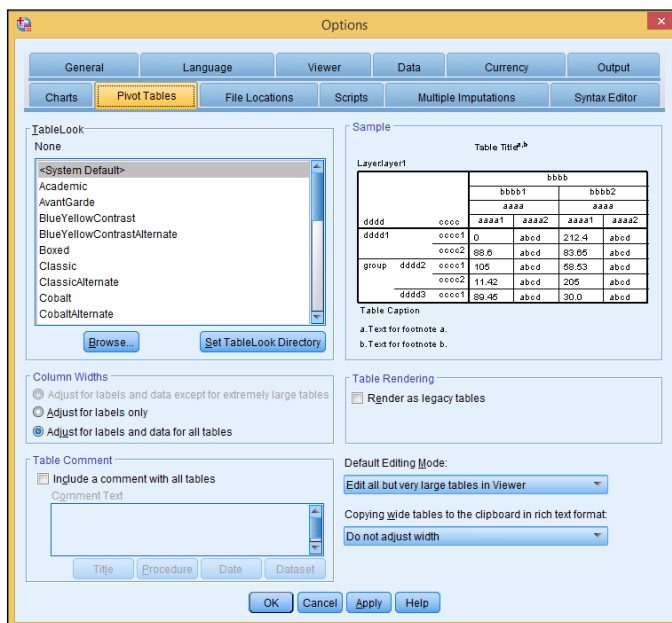 Options
General Language Viewer Data Currency Output
Charts Pivot Tables File Locations Scripts Multiple Imputations Syntax Editor
TableLook
None
<System Default>
Academic
AvantGarde
BlueYellowContrast
BlueYellowContrastAlternate
Boxed
Classic
ClassicAlternate
Cobalt
CobaltAlternate
Browse... Set TableLook Directory
Sample
Table Titleª,ᵇ
Layerlayer1
bbbb
bbbb1 bbbb2
aaaa aaaa
dddd cccc aaaa1 aaaa2 aaaa1 aaaa2
dddd1 cccc1 0 abcd 212.4 abcd
cccc2 88.6 abcd 83.65 abcd
group dddd2 cccc1 105 abcd 58.53 abcd
cccc2 11.42 abcd 205 abcd
dddd3 cccc1 89.45 abcd 30.0 abcd
Table Caption
a. Text for footnote a.
b. Text for footnote b.
Column Widths
Adjust for labels and data except for extremely large tables
Adjust for labels only
Adjust for labels and data for all tables
Table Rendering
Render as legacy tables
Table Comment
Include a comment with all tables
Comment Text
Title Procedure Date Dataset
Default Editing Mode:
Edit all but very large tables in Viewer
Copying wide tables to the clipboard in rich text format:
Do not adjust width
OK Cancel Apply Help